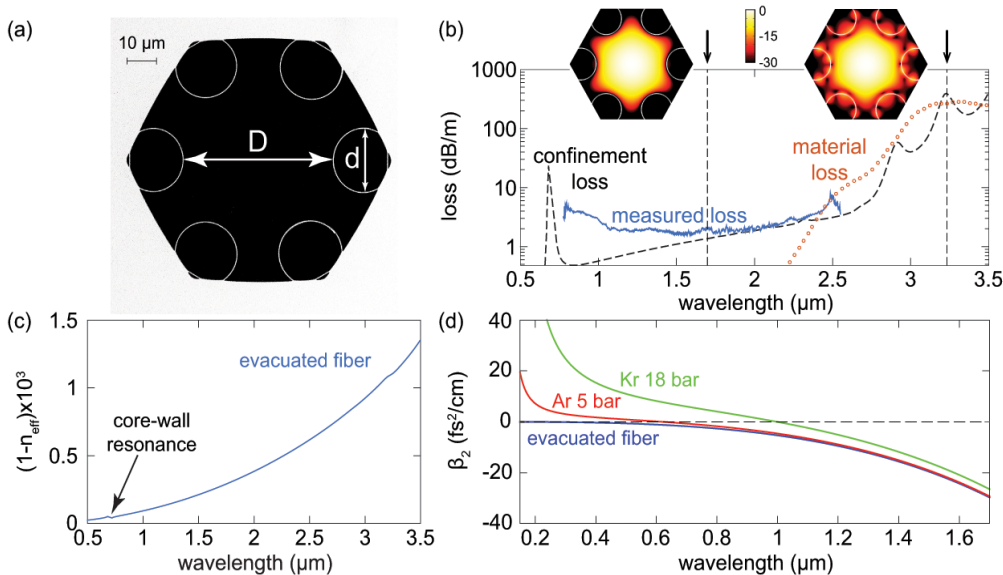 (a)
10 µm
D
d
(b)
0
-15
-30
1000
100
10
1
loss (dB/m)
confinement
loss
measured loss
material
loss
0.5
1
1.5
2
2.5
3
3.5
wavelength (µm)
(c)
1.5
1
0.5
0
(1-neff)x10³
evacuated fiber
core-wall
resonance
0.5
1
1.5
2
2.5
3
3.5
wavelength (µm)
(d)
40
20
0
-20
-40
β₂ (fs²/cm)
Kr 18 bar
Ar 5 bar
evacuated fiber
0.2
0.4
0.6
0.8
1
1.2
1.4
1.6
wavelength (µm)